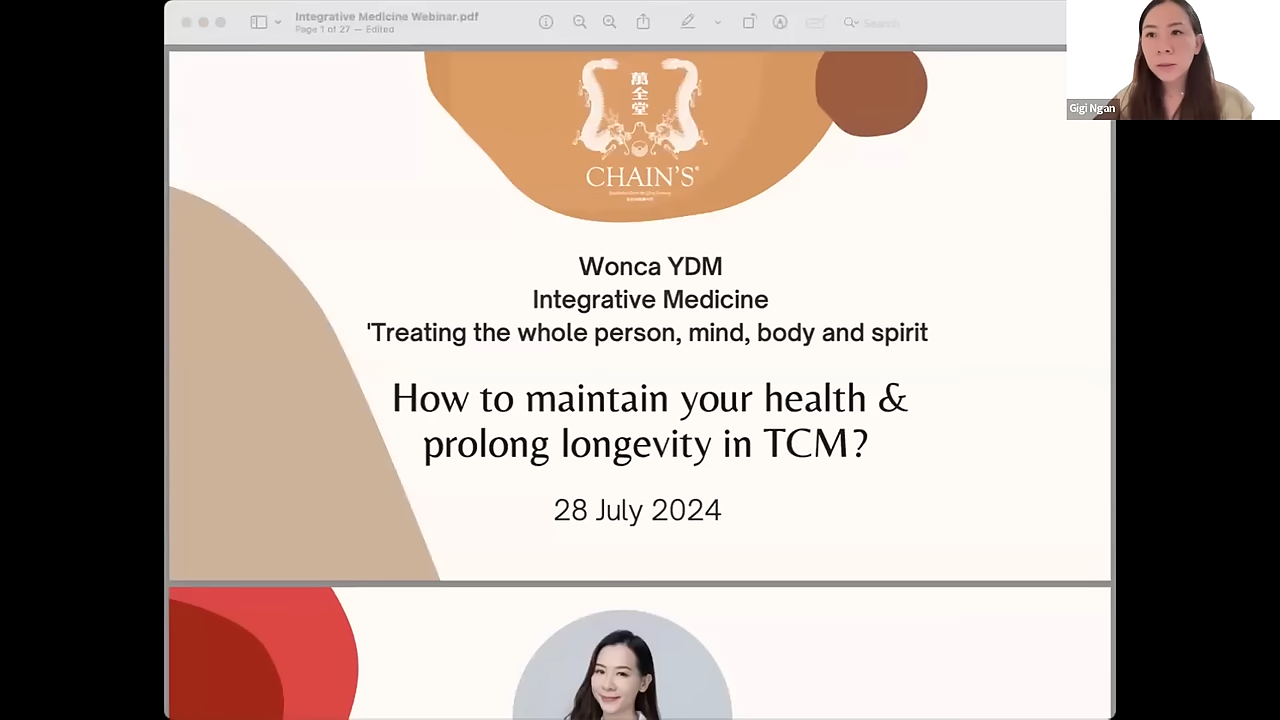 Integrative Medicine Webinar.pdf
Page 1 of 27 — Edited
Search
Gigi Ngan
萬全堂
CHAIN'S
Wonca YDM
Integrative Medicine
'Treating the whole person, mind, body and spirit
How to maintain your health &
prolong longevity in TCM?
28 July 2024